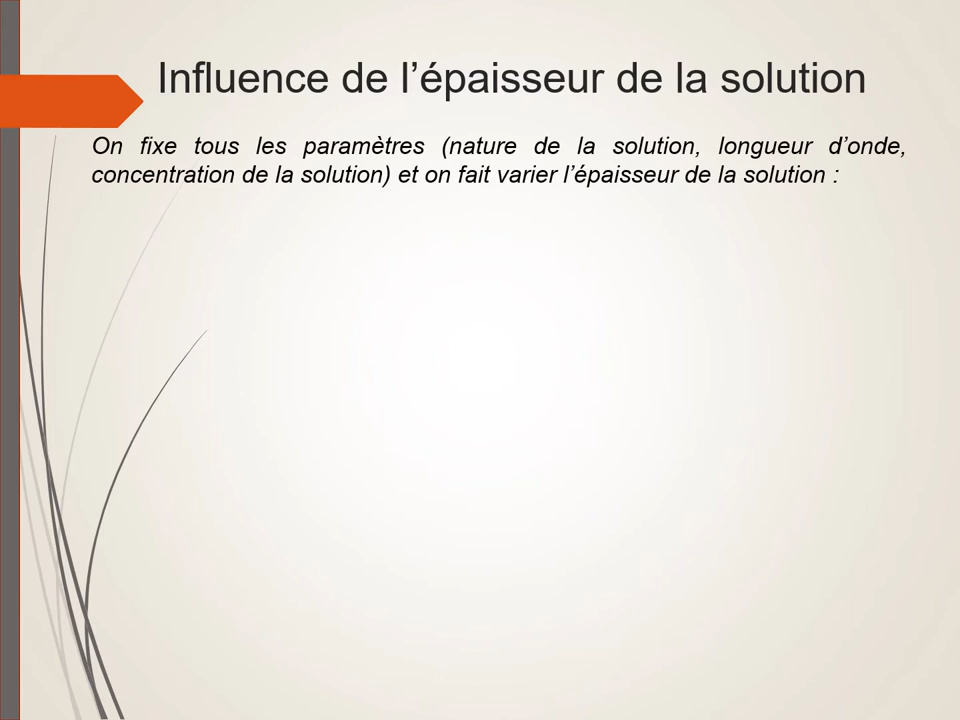 Influence de l’épaisseur de la solution
On fixe tous les paramètres (nature de la solution, longueur d’onde,
concentration de la solution) et on fait varier l’épaisseur de la solution :